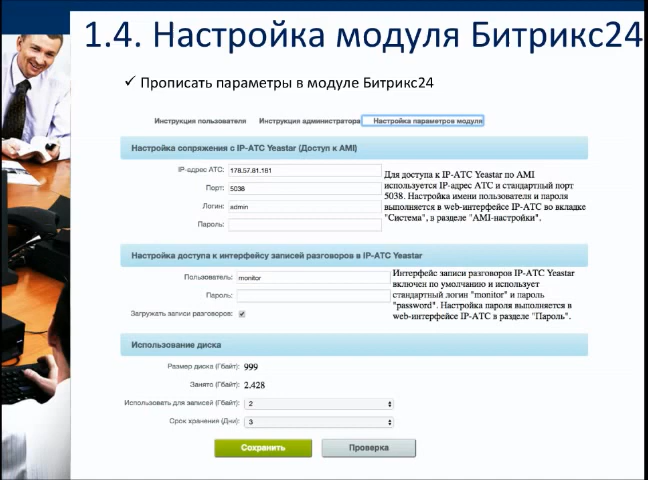 1.4. Настройка модуля Битрикс24
✓ Прописать параметры в модуле Битрикс24
Инструкция пользователя Инструкция администратора Настройка параметров модуля
Настройка сопряжения с IP-АТС Yeastar (Доступ к AMI)
IP-адрес АТС: 178.57.81.181
Порт: 5038
Логин: admin
Пароль:
Для доступа к IP-АТС Yeastar по AMI
используется IP-адрес АТС и стандартный порт
5038. Настройка имени пользователя и пароля
выполняется в web-интерфейсе IP-АТС во вкладке
"Система", в разделе "AMI-настройки".
Настройка доступа к интерфейсу записей разговоров в IP-АТС Yeastar
Пользователь: monitor
Пароль:
Загружать записи разговоров:
Интерфейс записи разговоров IP-АТС Yeastar
включен по умолчанию и использует
стандартный логин "monitor" и пароль
"password". Настройка пароля выполняется в
web-интерфейсе IP-АТС в разделе "Пароль".
Использование диска
Размер диска (Гбайт): 999
Занято (Гбайт): 2.428
Использовать для записей (Гбайт): 2
Срок хранения (Дни): 3
Сохранить Проверка